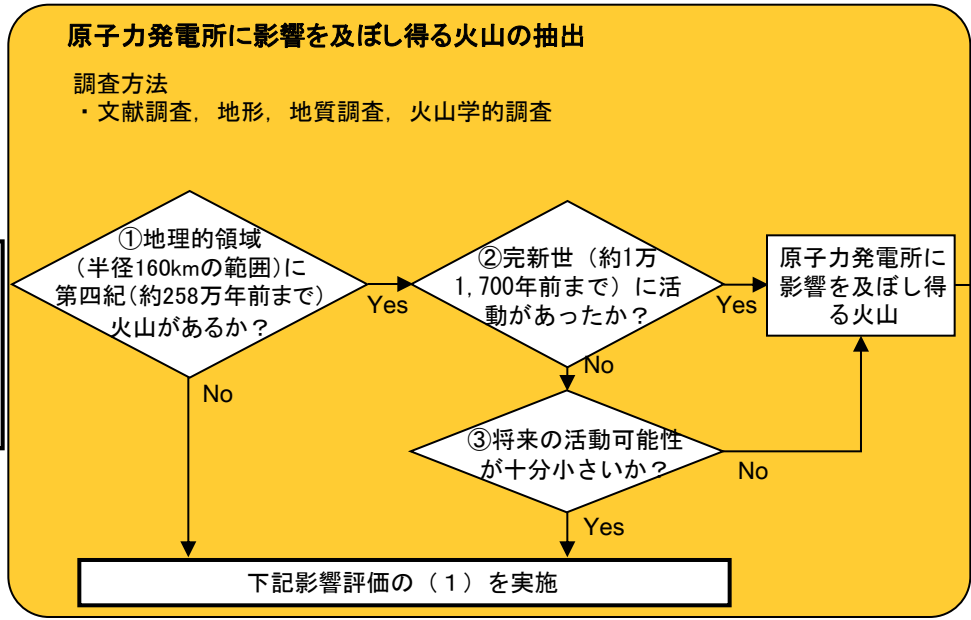 原子力発電所に影響を及ぼし得る火山の抽出
調査方法
・文献調査, 地形, 地質調査, 火山学的調査
①地理的領域
(半径160kmの範囲)に
第四紀(約258万年前まで)
火山があるか？
Yes
No
②完新世（約1万
1,700年前まで）に活
動があったか？
Yes
No
原子力発電所に
影響を及ぼし得
る火山
③将来の活動可能性
が十分小さいか？
No
Yes
下記影響評価の（１）を実施